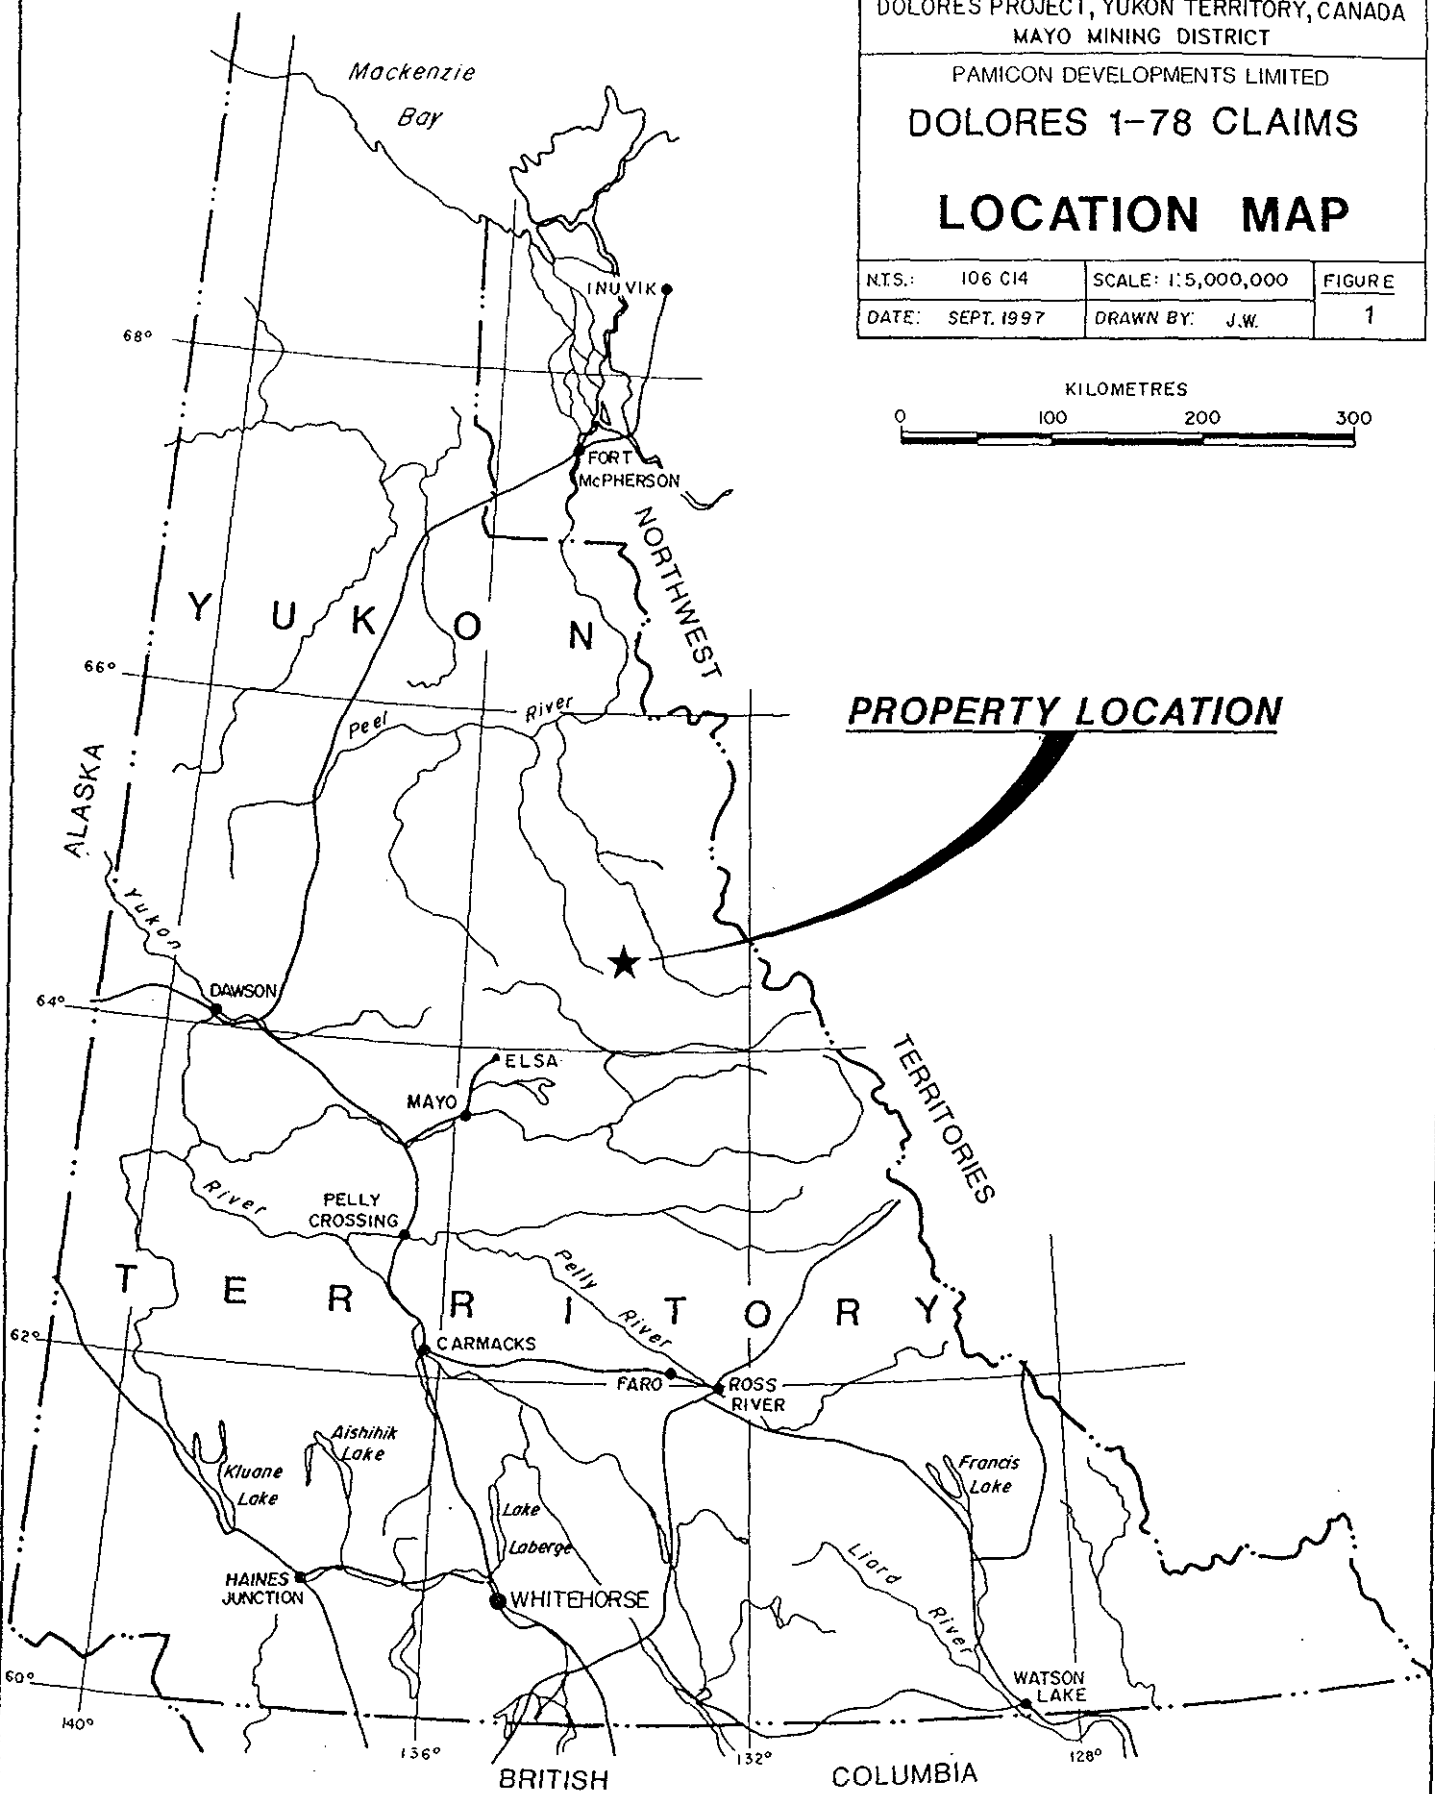 DOLORES PROJECT, YUKON TERRITORY, CANADA
MAYO MINING DISTRICT
PAMICON DEVELOPMENTS LIMITED
DOLORES 1-78 CLAIMS
LOCATION MAP
N.T.S.: 106 C14
SCALE: 1:5,000,000
FIGURE
DATE: SEPT. 1997
DRAWN BY: J.W.
1
KILOMETRES
0 100 200 300
Mackenzie
Bay
INUVIK
68°
FORT
McPHERSON
NORTHWEST
YUKON
66°
Peel River
PROPERTY LOCATION
ALASKA
Yukon
DAWSON
64°
ELSA
MAYO
TERRITORIES
River
PELLY
CROSSING
Pelly
River
TERRITORY
62°
CARMACKS
FARO
ROSS
RIVER
Aishihik
Lake
Kluane
Lake
Francis
Lake
Lake
Laberge
Liard
River
HAINES
JUNCTION
WHITEHORSE
WATSON
LAKE
60°
140°
136°
132°
128°
BRITISH COLUMBIA